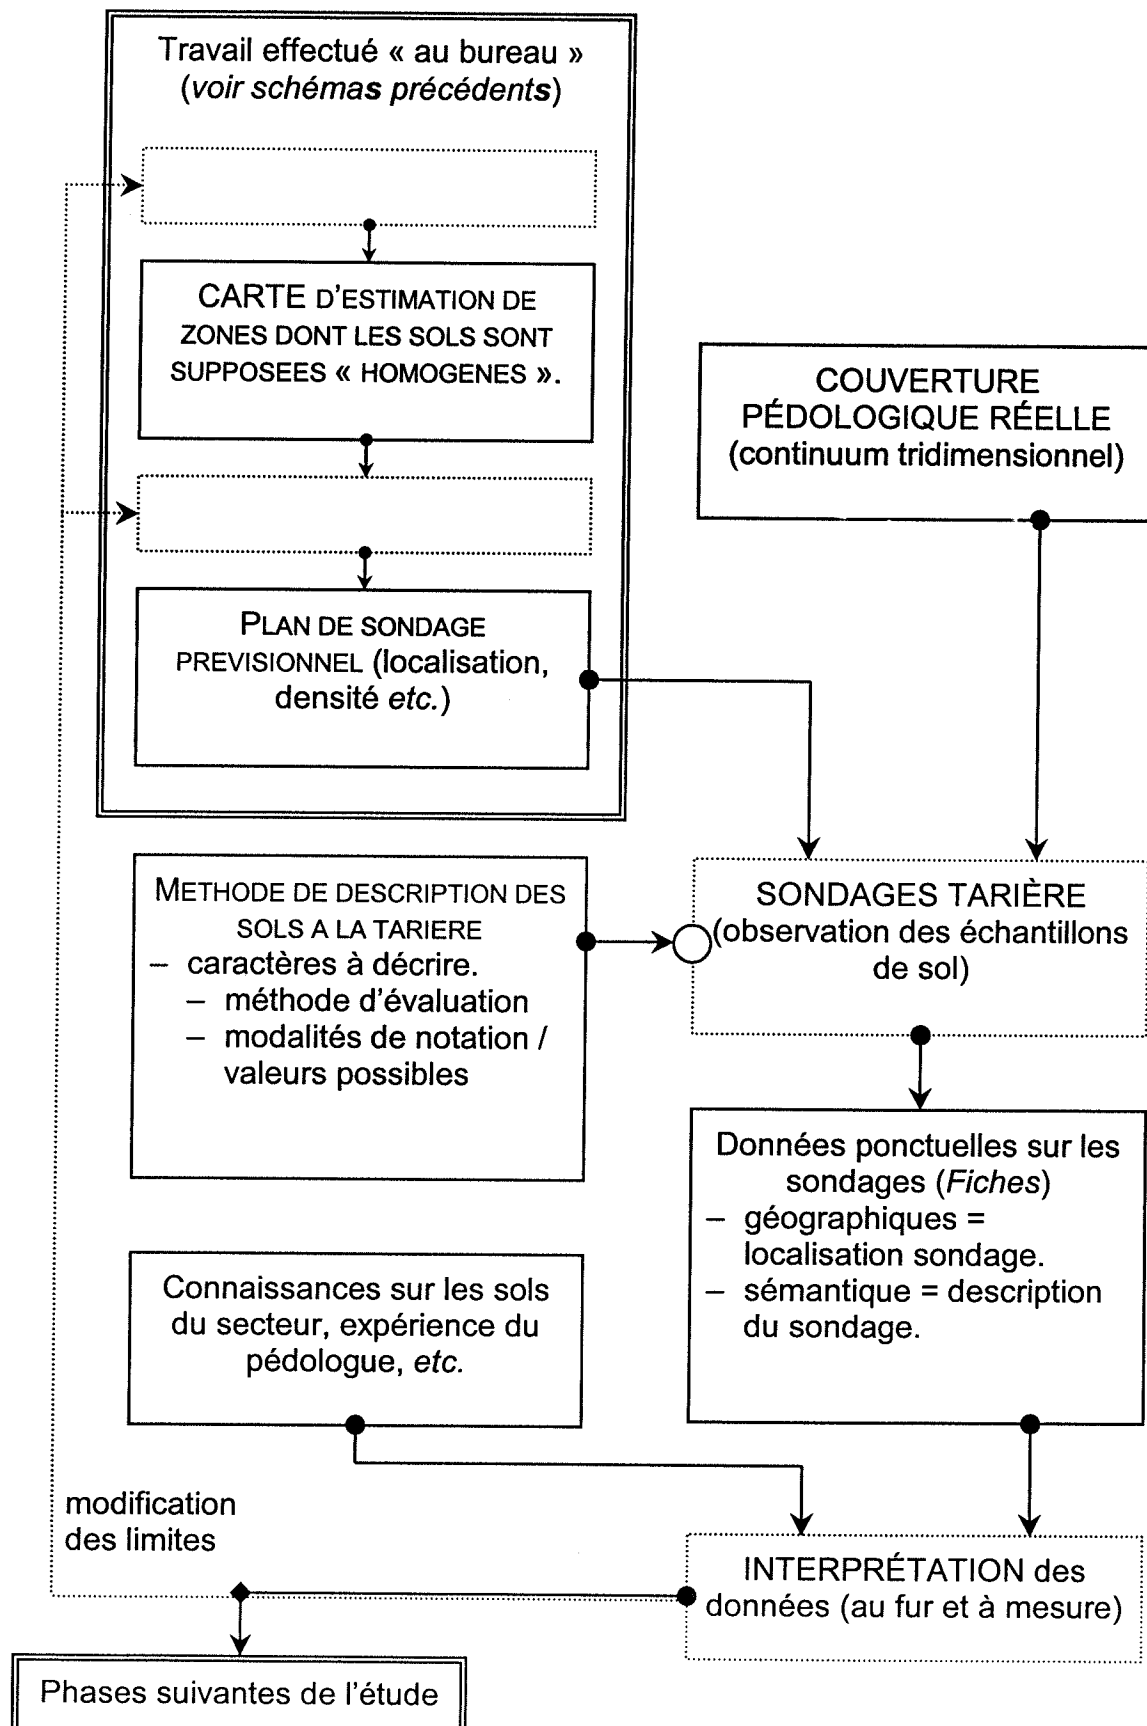 Travail effectué « au bureau »
(voir schémas précédents)
CARTE D'ESTIMATION DE
ZONES DONT LES SOLS SONT
SUPPOSEES « HOMOGENES ».
COUVERTURE
PÉDOLOGIQUE RÉELLE
(continuum tridimensionnel)
PLAN DE SONDAGE
PREVISIONNEL (localisation,
densité etc.)
METHODE DE DESCRIPTION DES
SOLS A LA TARIERE
– caractères à décrire.
– méthode d'évaluation
– modalités de notation /
valeurs possibles
SONDAGES TARIÈRE
(observation des échantillons
de sol)
Données ponctuelles sur les
sondages (Fiches)
– géographiques =
localisation sondage.
– sémantique = description
du sondage.
Connaissances sur les sols
du secteur, expérience du
pédologue, etc.
modification
des limites
INTERPRÉTATION des
données (au fur et à mesure)
Phases suivantes de l'étude